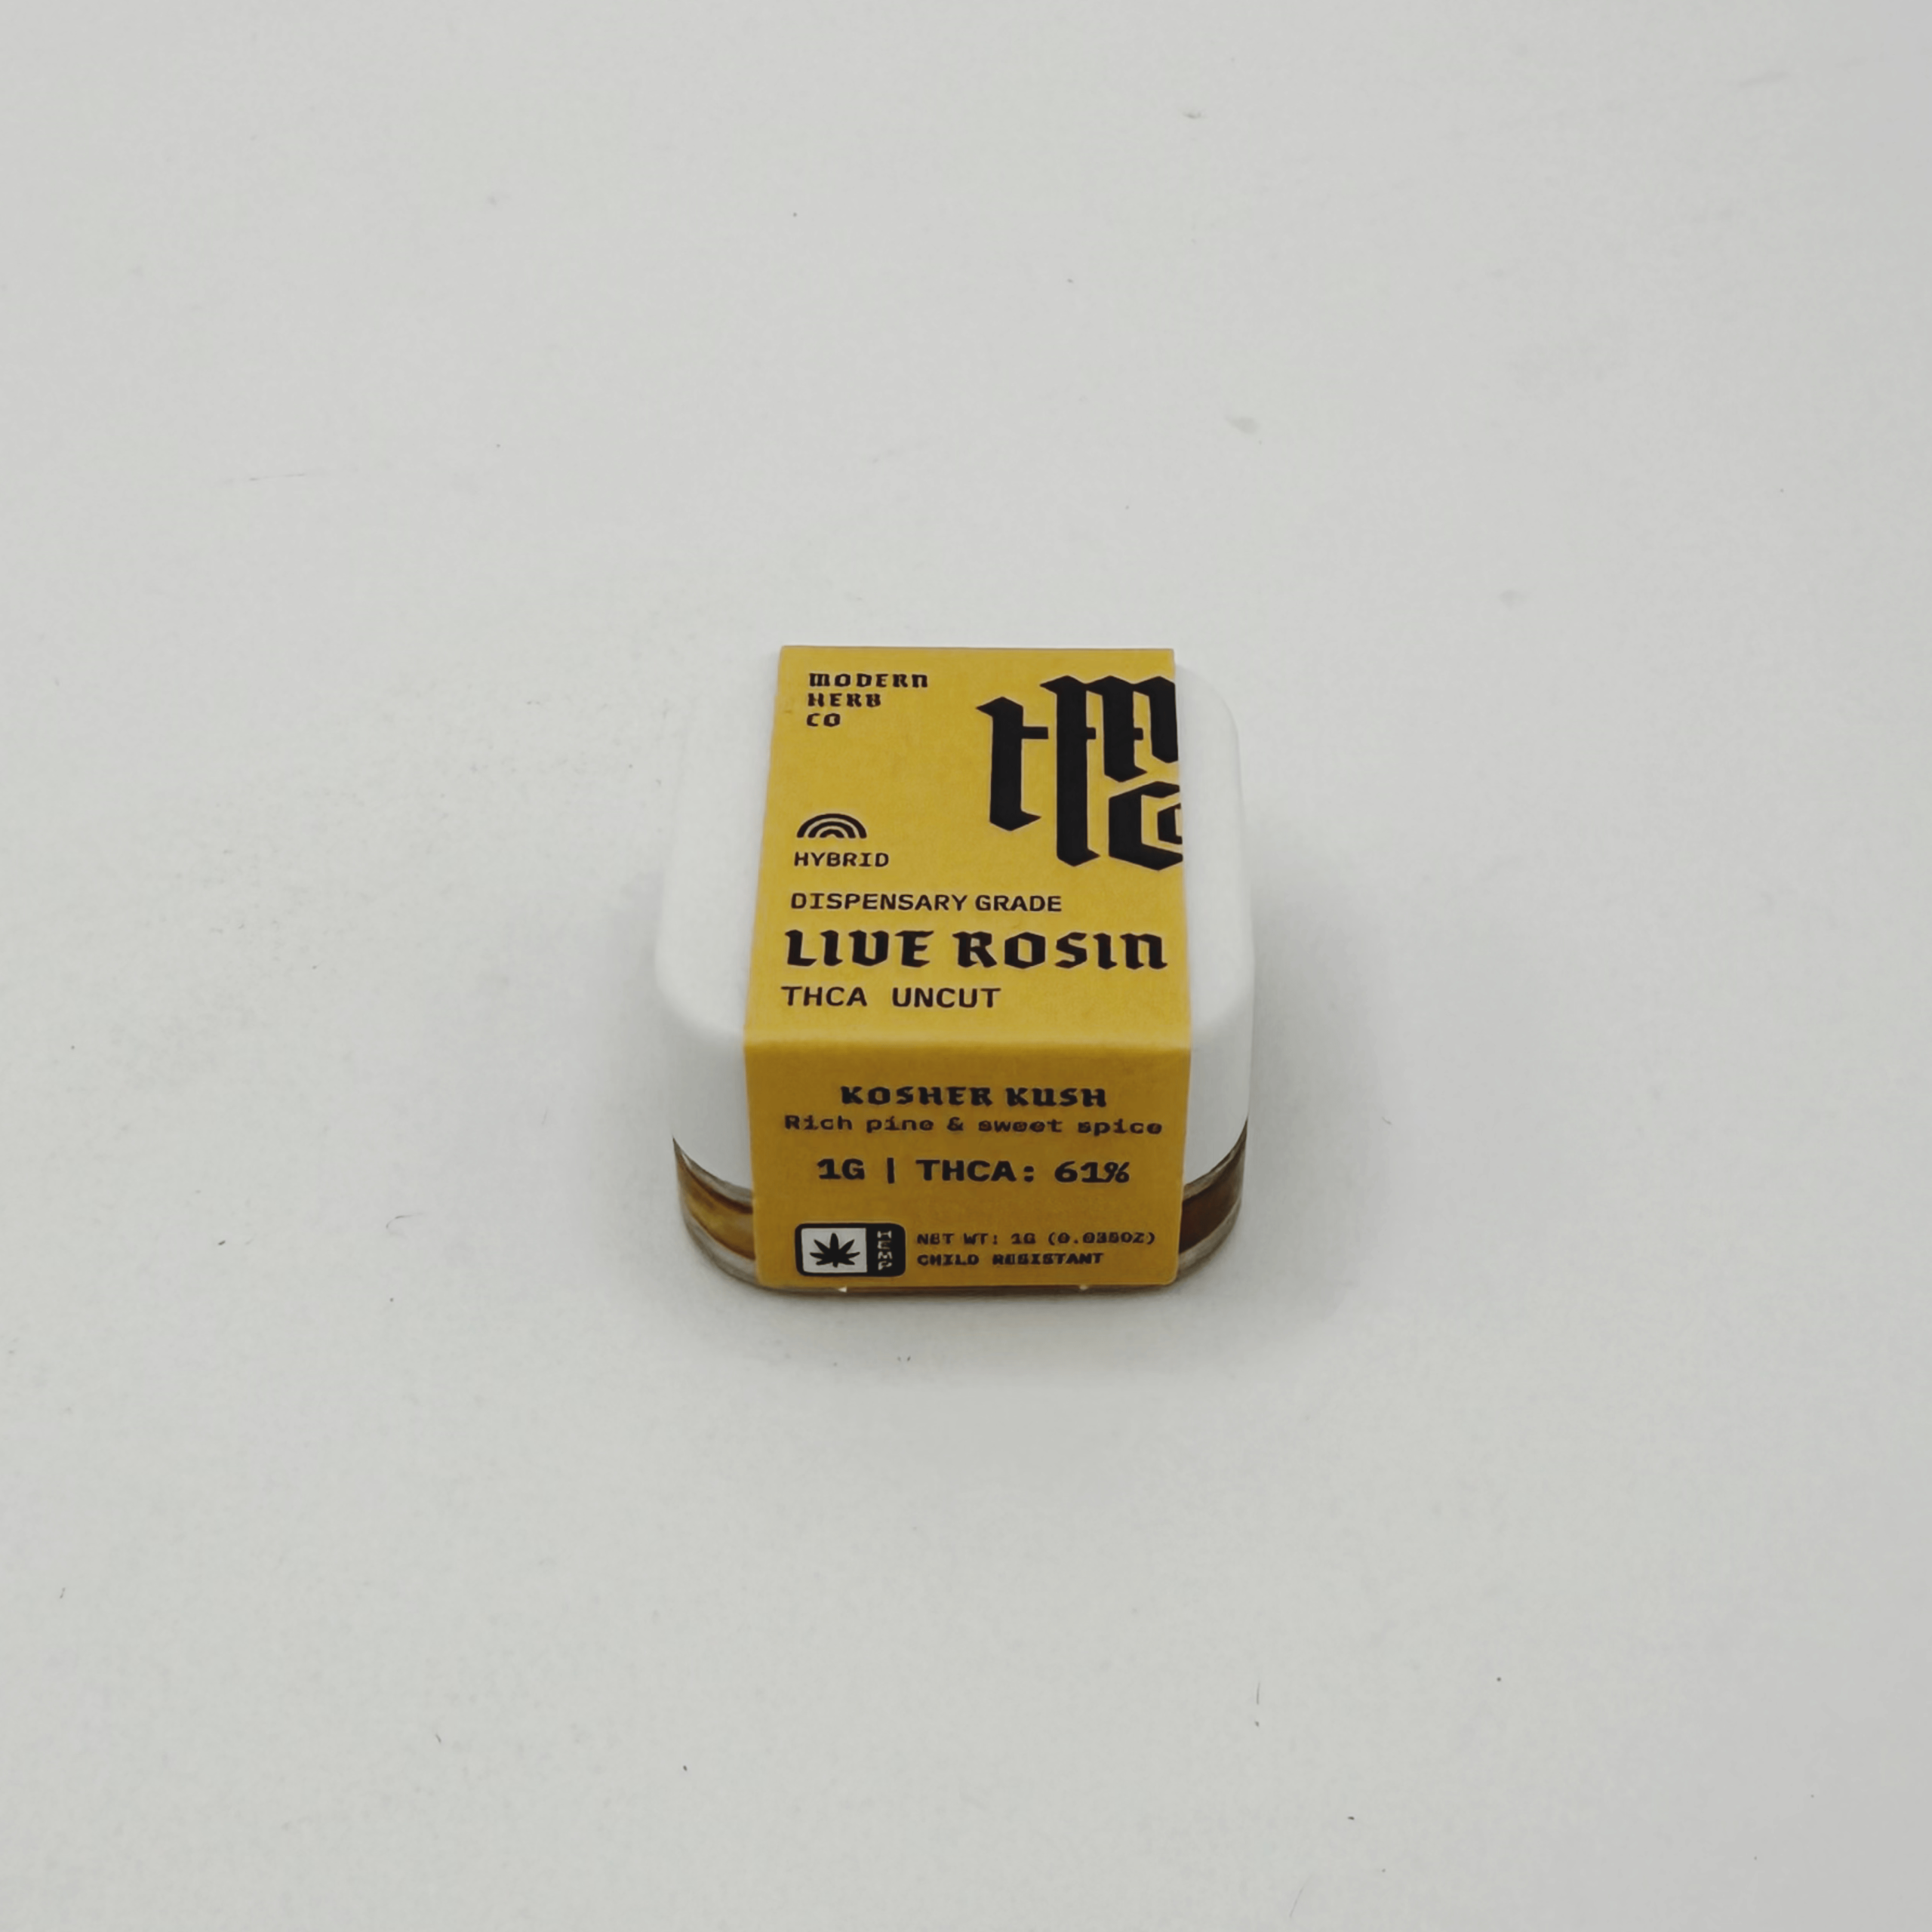 MODERN
HERB
CO
HMCO
HYBRID
DISPENSARY GRADE
LIVE ROSIN
THCA UNCUT
KOSHER KUSH
Rich pine & sweet spice
1G | THCA: 61%
HEMP
NET WT: 1G (0.035OZ)
CHILD RESISTANT